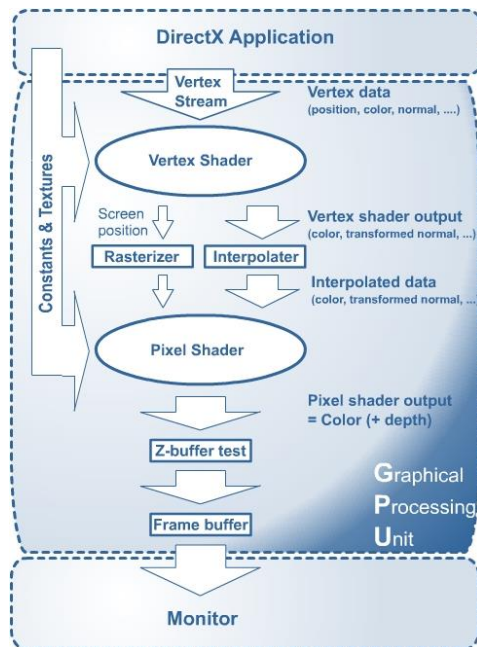 DirectX Application
Vertex
Stream
Vertex data
(position, color, normal, ....)
Constants & Textures
Vertex Shader
Screen
position
Vertex shader output
(color, transformed normal, ...)
Rasterizer
Interpolater
Interpolated data
(color, transformed normal, ...
Pixel Shader
Pixel shader output
= Color (+ depth)
Z-buffer test
Graphical
Processing
Unit
Frame buffer
Monitor